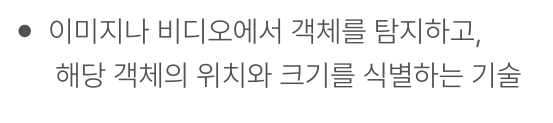 ● 이미지나 비디오에서 객체를 탐지하고,
해당 객체의 위치와 크기를 식별하는 기술